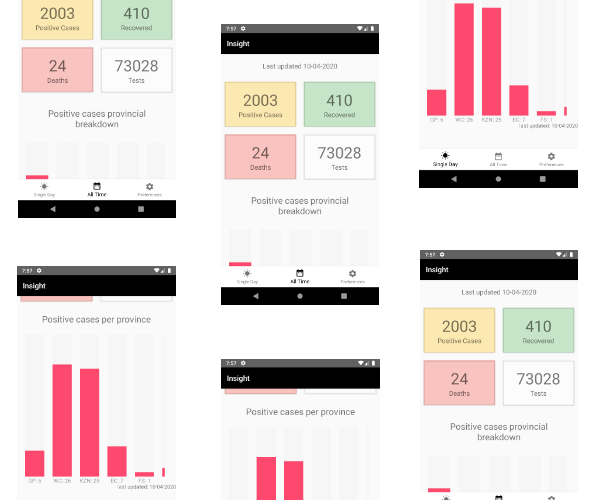 2003
Positive Cases
410
Recovered
24
Deaths
73028
Tests
Positive cases provincial
breakdown
Single Day
All Time
Preferences
7:57
Insight
Positive cases per province
GP: 6
WC: 26
KZN: 25
EC: 7
FS: 1
last updated: 10-04-2020
7:57
Insight
Last updated 10-04-2020
2003
Positive Cases
410
Recovered
24
Deaths
73028
Tests
Positive cases provincial
breakdown
Single Day
All Time
Preferences
7:57
Insight
Positive cases per province
GP: 6
WC: 26
KZN: 25
EC: 7
FS: 1
last updated: 10-04-2020
Single Day
All Time
Preferences
7:57
Insight
Last updated 10-04-2020
2003
Positive Cases
410
Recovered
24
Deaths
73028
Tests
Positive cases provincial
breakdown